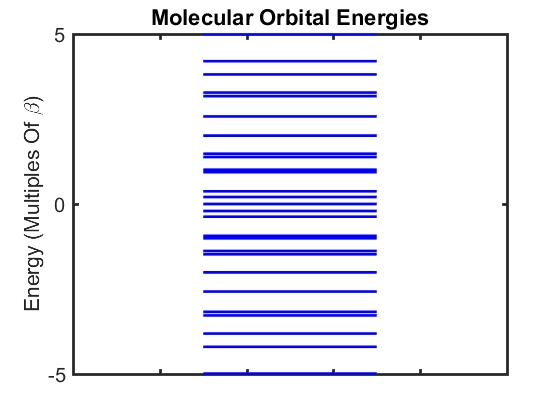 Molecular Orbital Energies
5
0
-5
Energy (Multiples Of β)